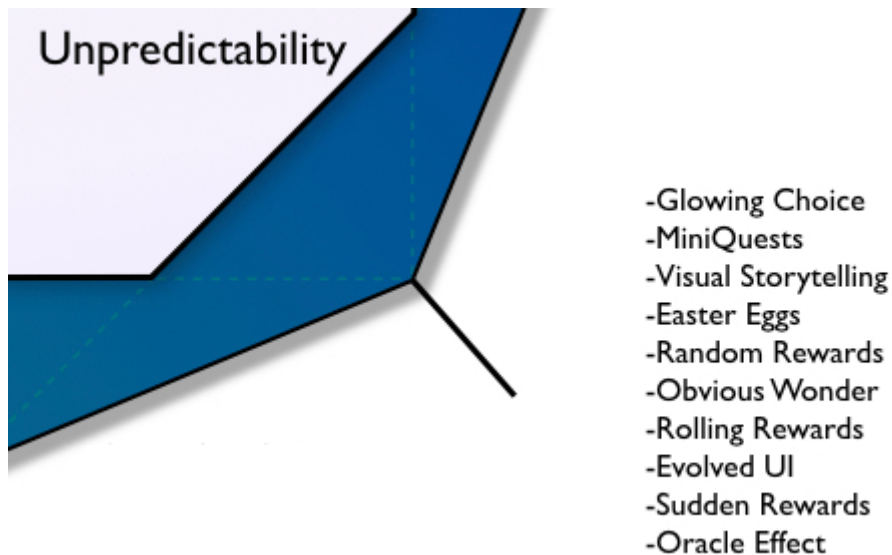 Unpredictability
-Glowing Choice
-MiniQuests
-Visual Storytelling
-Easter Eggs
-Random Rewards
-Obvious Wonder
-Rolling Rewards
-Evolved UI
-Sudden Rewards
-Oracle Effect